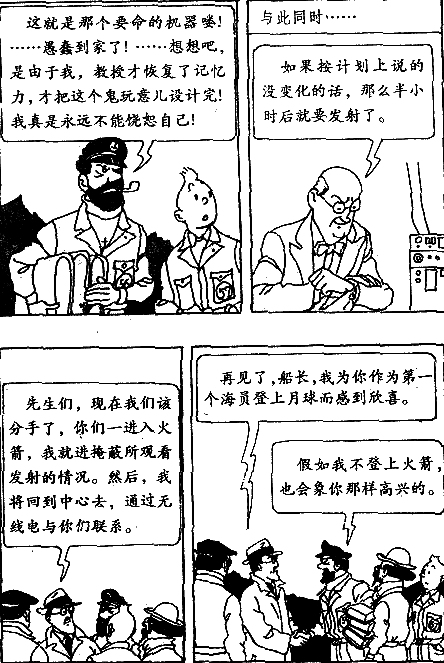 这就是那个要命的机器喽!
……愚蠢到家了!……想想吧,
是由于我,教授才恢复了记忆
力,才把这个鬼玩意儿设计完!
我真是永远不能饶恕自己!
与此同时……
如果按计划上说的
没变化的话,那么半小
时后就要发射了。
先生们,现在我们该
分手了,你们一进入火
箭,我就进掩蔽所观看
发射的情况。然后,我
将回到中心去,通过无
线电与你们联系。
再见了,船长,我为你作为第一
个海员登上月球而感到欣喜。
假如我不登上火箭,
也会象你那样高兴的。